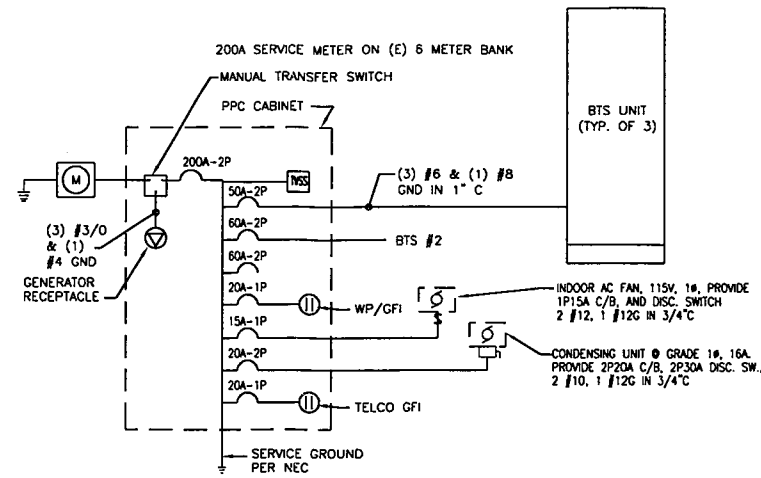 200A SERVICE METER ON (E) 6 METER BANK
MANUAL TRANSFER SWITCH
PPC CABINET
BTS UNIT
(TYP. OF 3)
M
200A-2P
TVSS
50A-2P
(3) #6 & (1) #8
GND IN 1" C
(3) #3/0
& (1)
#4 GND
GENERATOR
RECEPTACLE
60A-2P
BTS #2
60A-2P
20A-1P
WP/GFI
INDOOR AC FAN, 115V, 1ø, PROVIDE
1P15A C/B, AND DISC. SWITCH
2 #12, 1 #12G IN 3/4"C
15A-1P
S
20A-2P
CONDENSING UNIT @ GRADE 1ø, 16A.
PROVIDE 2P20A C/B, 2P30A DISC. SW.,
2 #10, 1 #12G IN 3/4"C
20A-1P
TELCO GFI
SERVICE GROUND
PER NEC